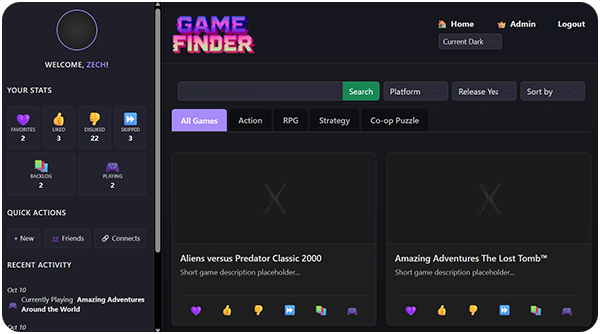 WELCOME, ZECH!
YOUR STATS
FAVORITES
2
LIKED
3
DISLIKED
22
SKIPPED
3
BACKLOG
2
PLAYING
2
QUICK ACTIONS
+ New
Friends
Connects
RECENT ACTIVITY
Oct 10
Currently Playing Amazing Adventures
Around the World
Oct 10
GAME
FINDER
Home
Admin
Logout
Current Dark
Search
Platform
Release Yea
Sort by
All Games
Action
RPG
Strategy
Co-op Puzzle
X
Aliens versus Predator Classic 2000
Short game description placeholder...
X
Amazing Adventures The Lost Tomb™
Short game description placeholder...